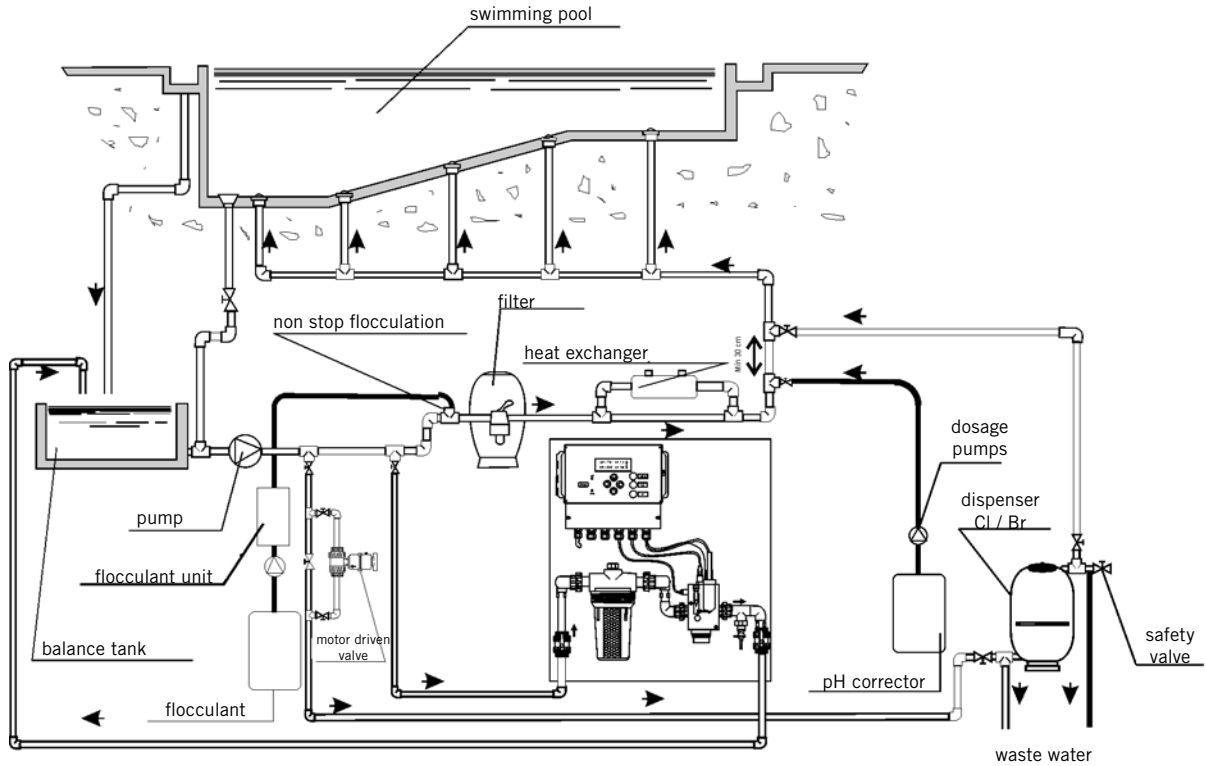 swimming pool
filter
non stop flocculation
heat exchanger
Min 30 cm
dosage
pumps
dispenser
Cl / Br
pump
flocculant unit
motor driven
valve
balance tank
safety
valve
pH corrector
flocculant
waste water